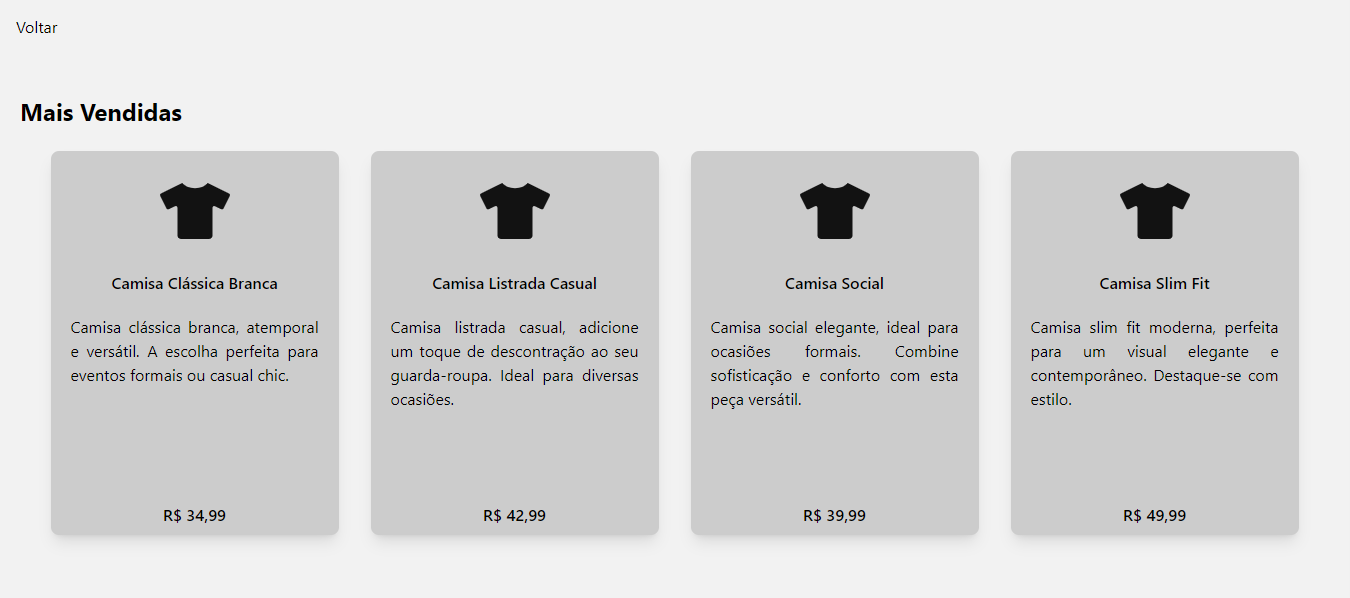 Voltar
Mais Vendidas
Camisa Clássica Branca
Camisa clássica branca, atemporal
e versátil. A escolha perfeita para
eventos formais ou casual chic.
R$ 34,99
Camisa Listrada Casual
Camisa listrada casual, adicione
um toque de descontração ao seu
guarda-roupa. Ideal para diversas
ocasiões.
R$ 42,99
Camisa Social
Camisa social elegante, ideal para
ocasiões formais. Combine
sofisticação e conforto com esta
peça versátil.
R$ 39,99
Camisa Slim Fit
Camisa slim fit moderna, perfeita
para um visual elegante e
contemporâneo. Destaque-se com
estilo.
R$ 49,99